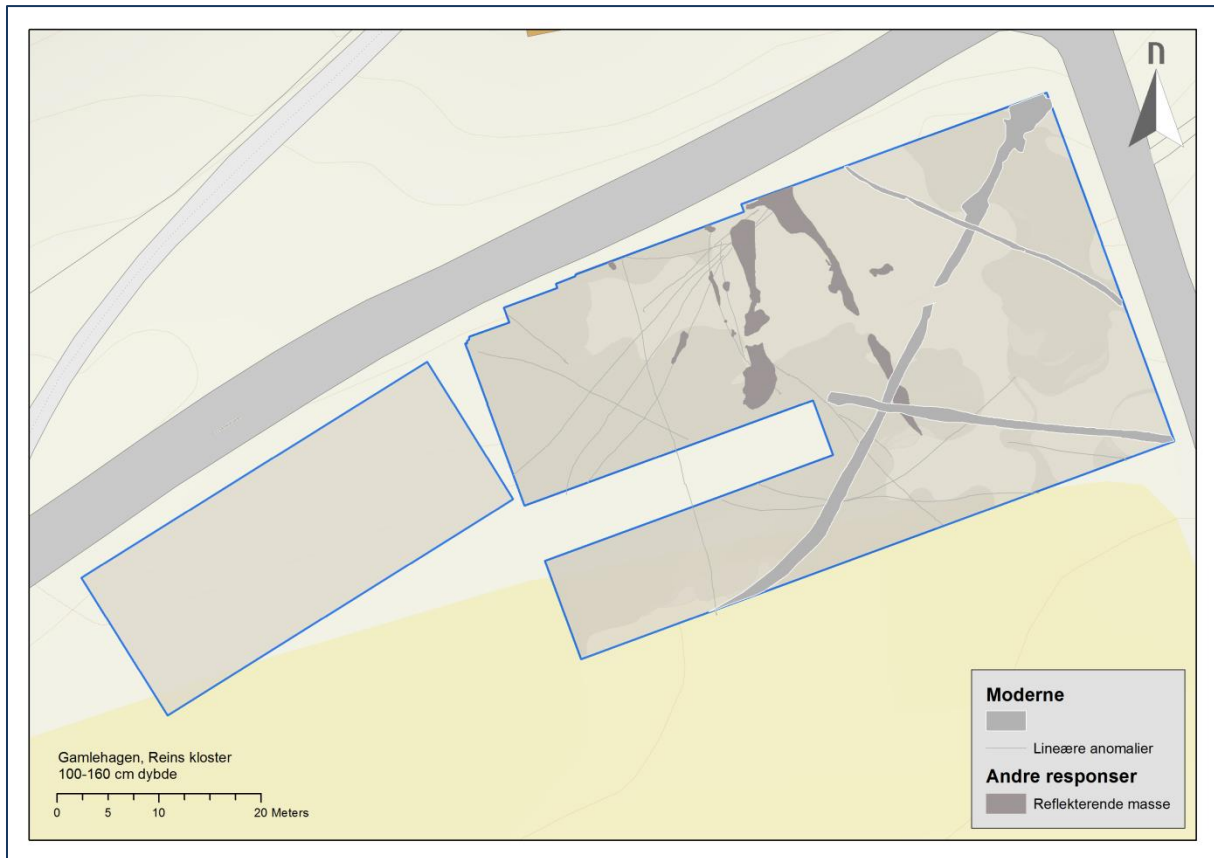 n
Moderne
Lineære anomalier
Andre responser
Reflekterende masse
Gamlehagen, Reins kloster
100-160 cm dybde
0 5 10 20 Meters